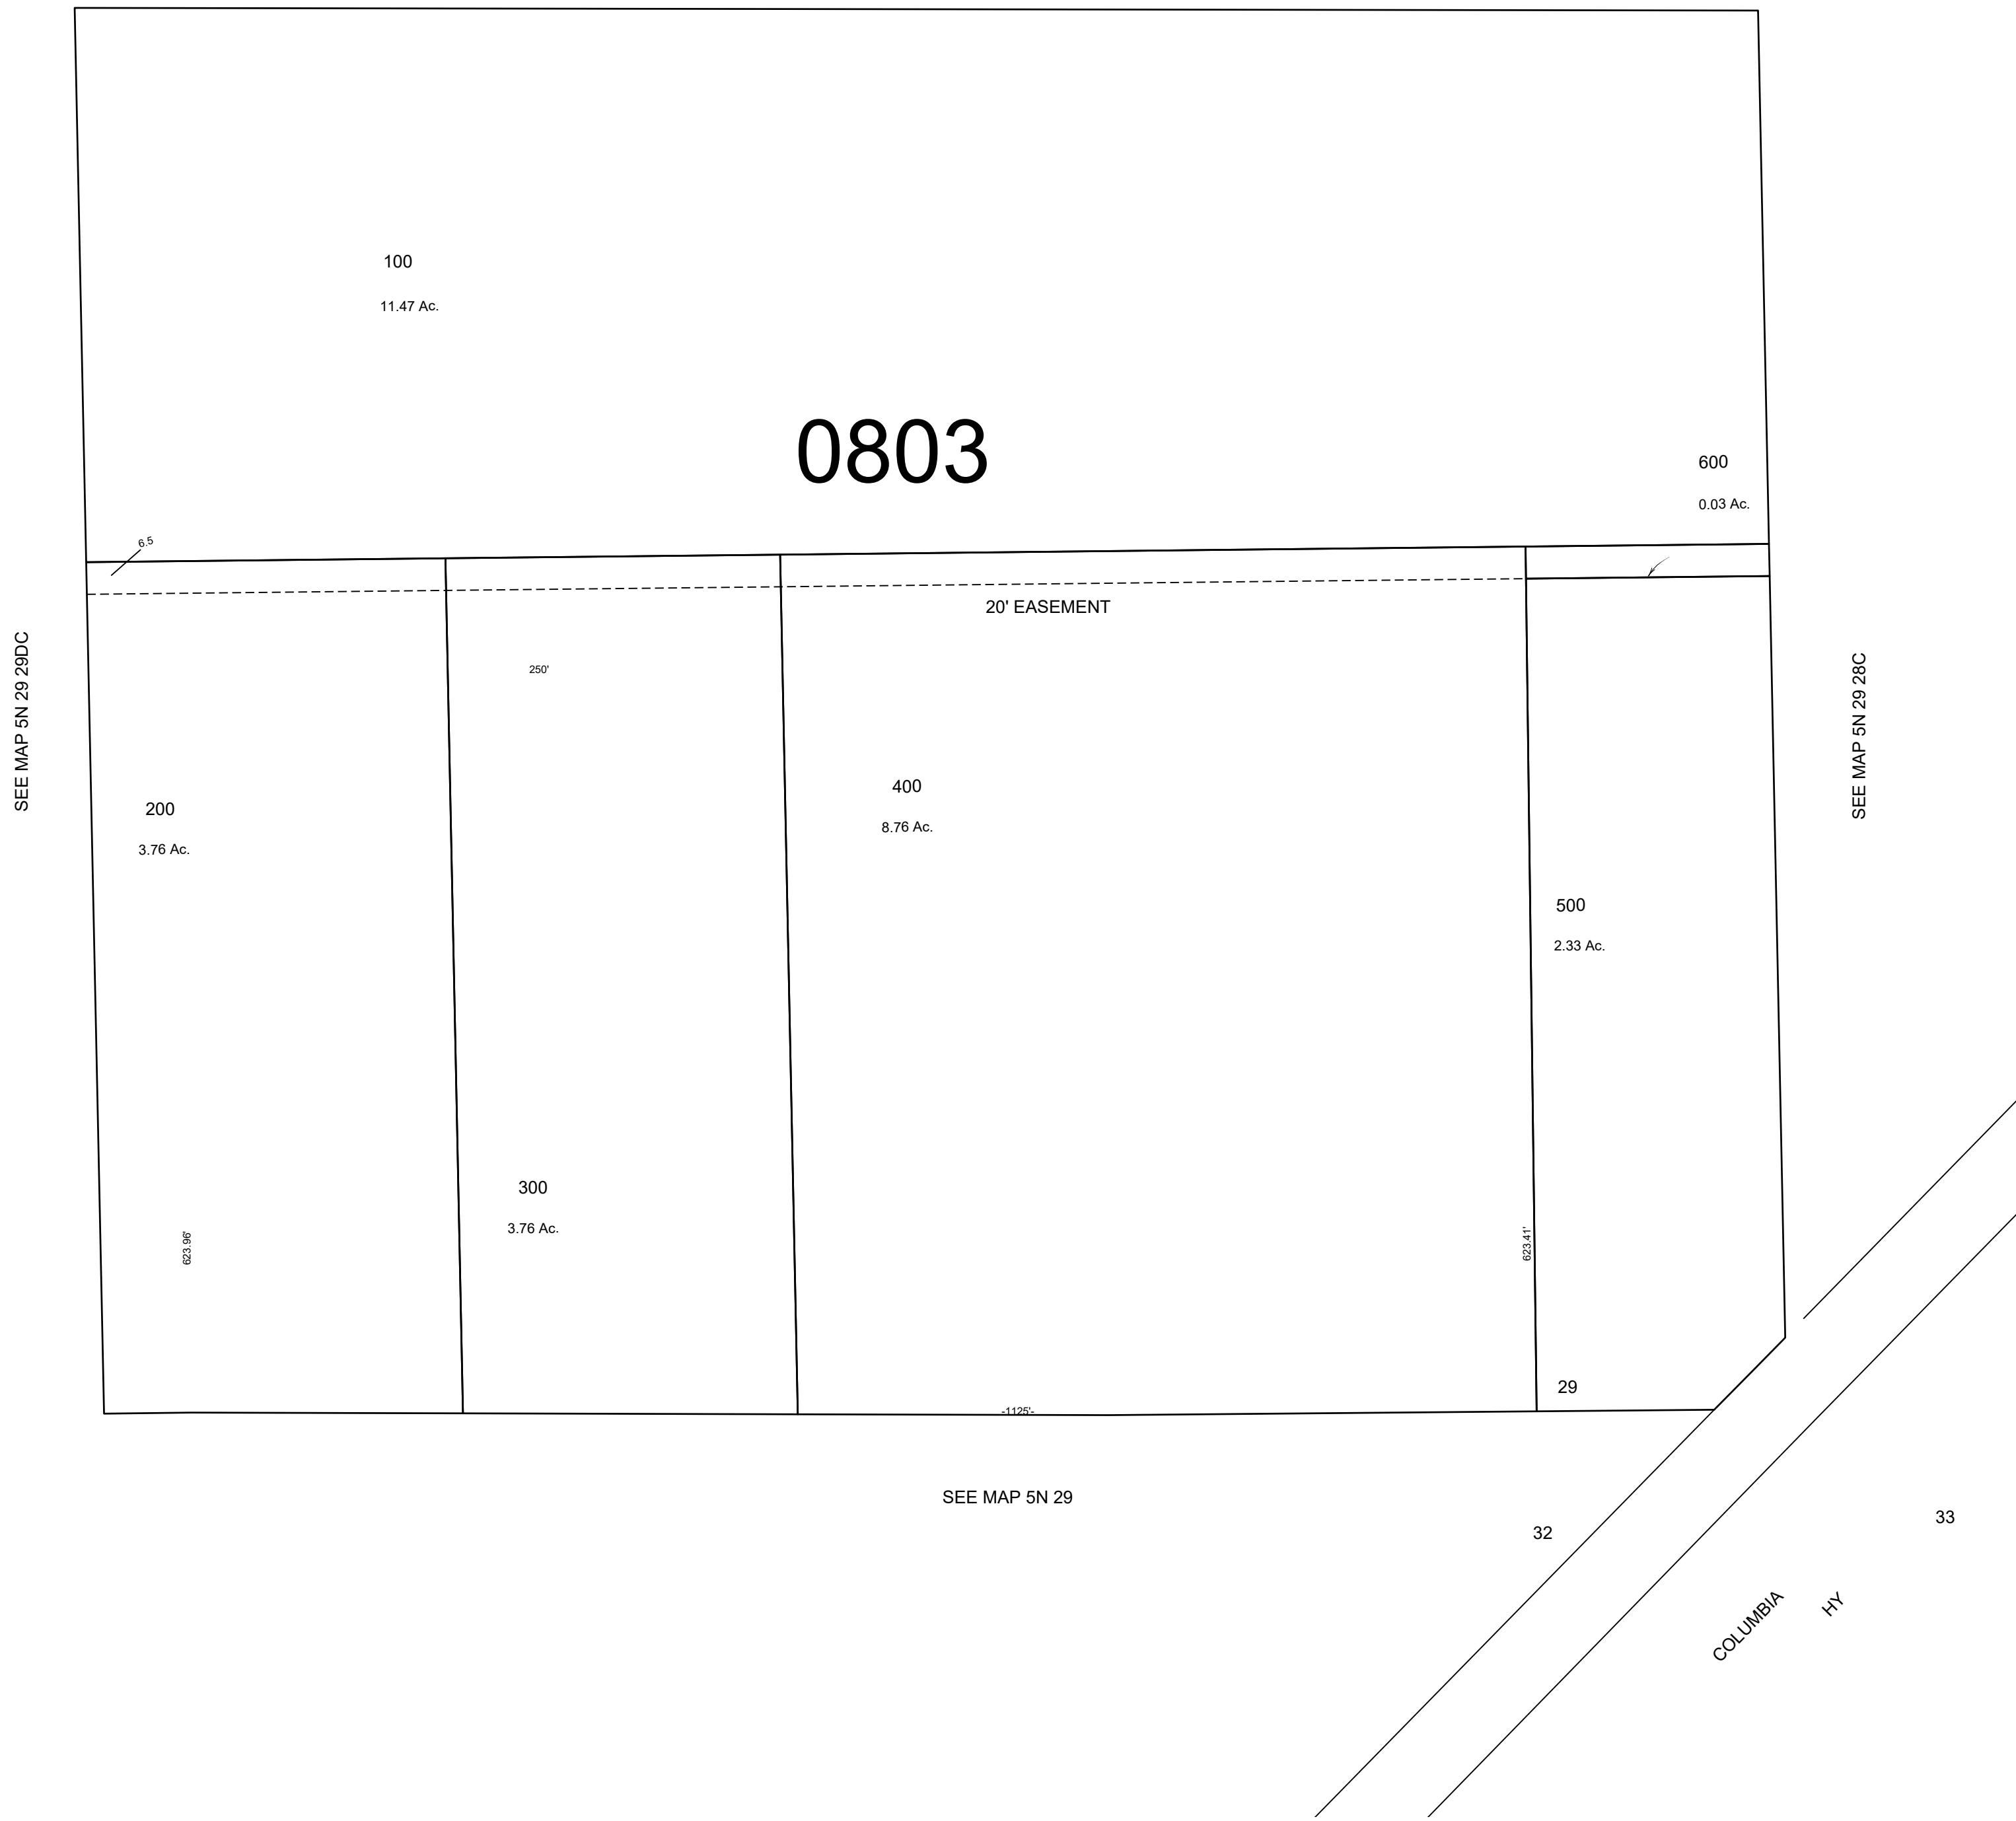 100
11.47 Ac.
0803
600
0.03 Ac.
6.5
20' EASEMENT
SEE MAP 5N 29 29DC
SEE MAP 5N 29 28C
250'
200
3.76 Ac.
400
8.76 Ac.
500
2.33 Ac.
300
3.76 Ac.
623.96'
623.41'
29
-1125'-
SEE MAP 5N 29
32
33
COLUMBIA HY